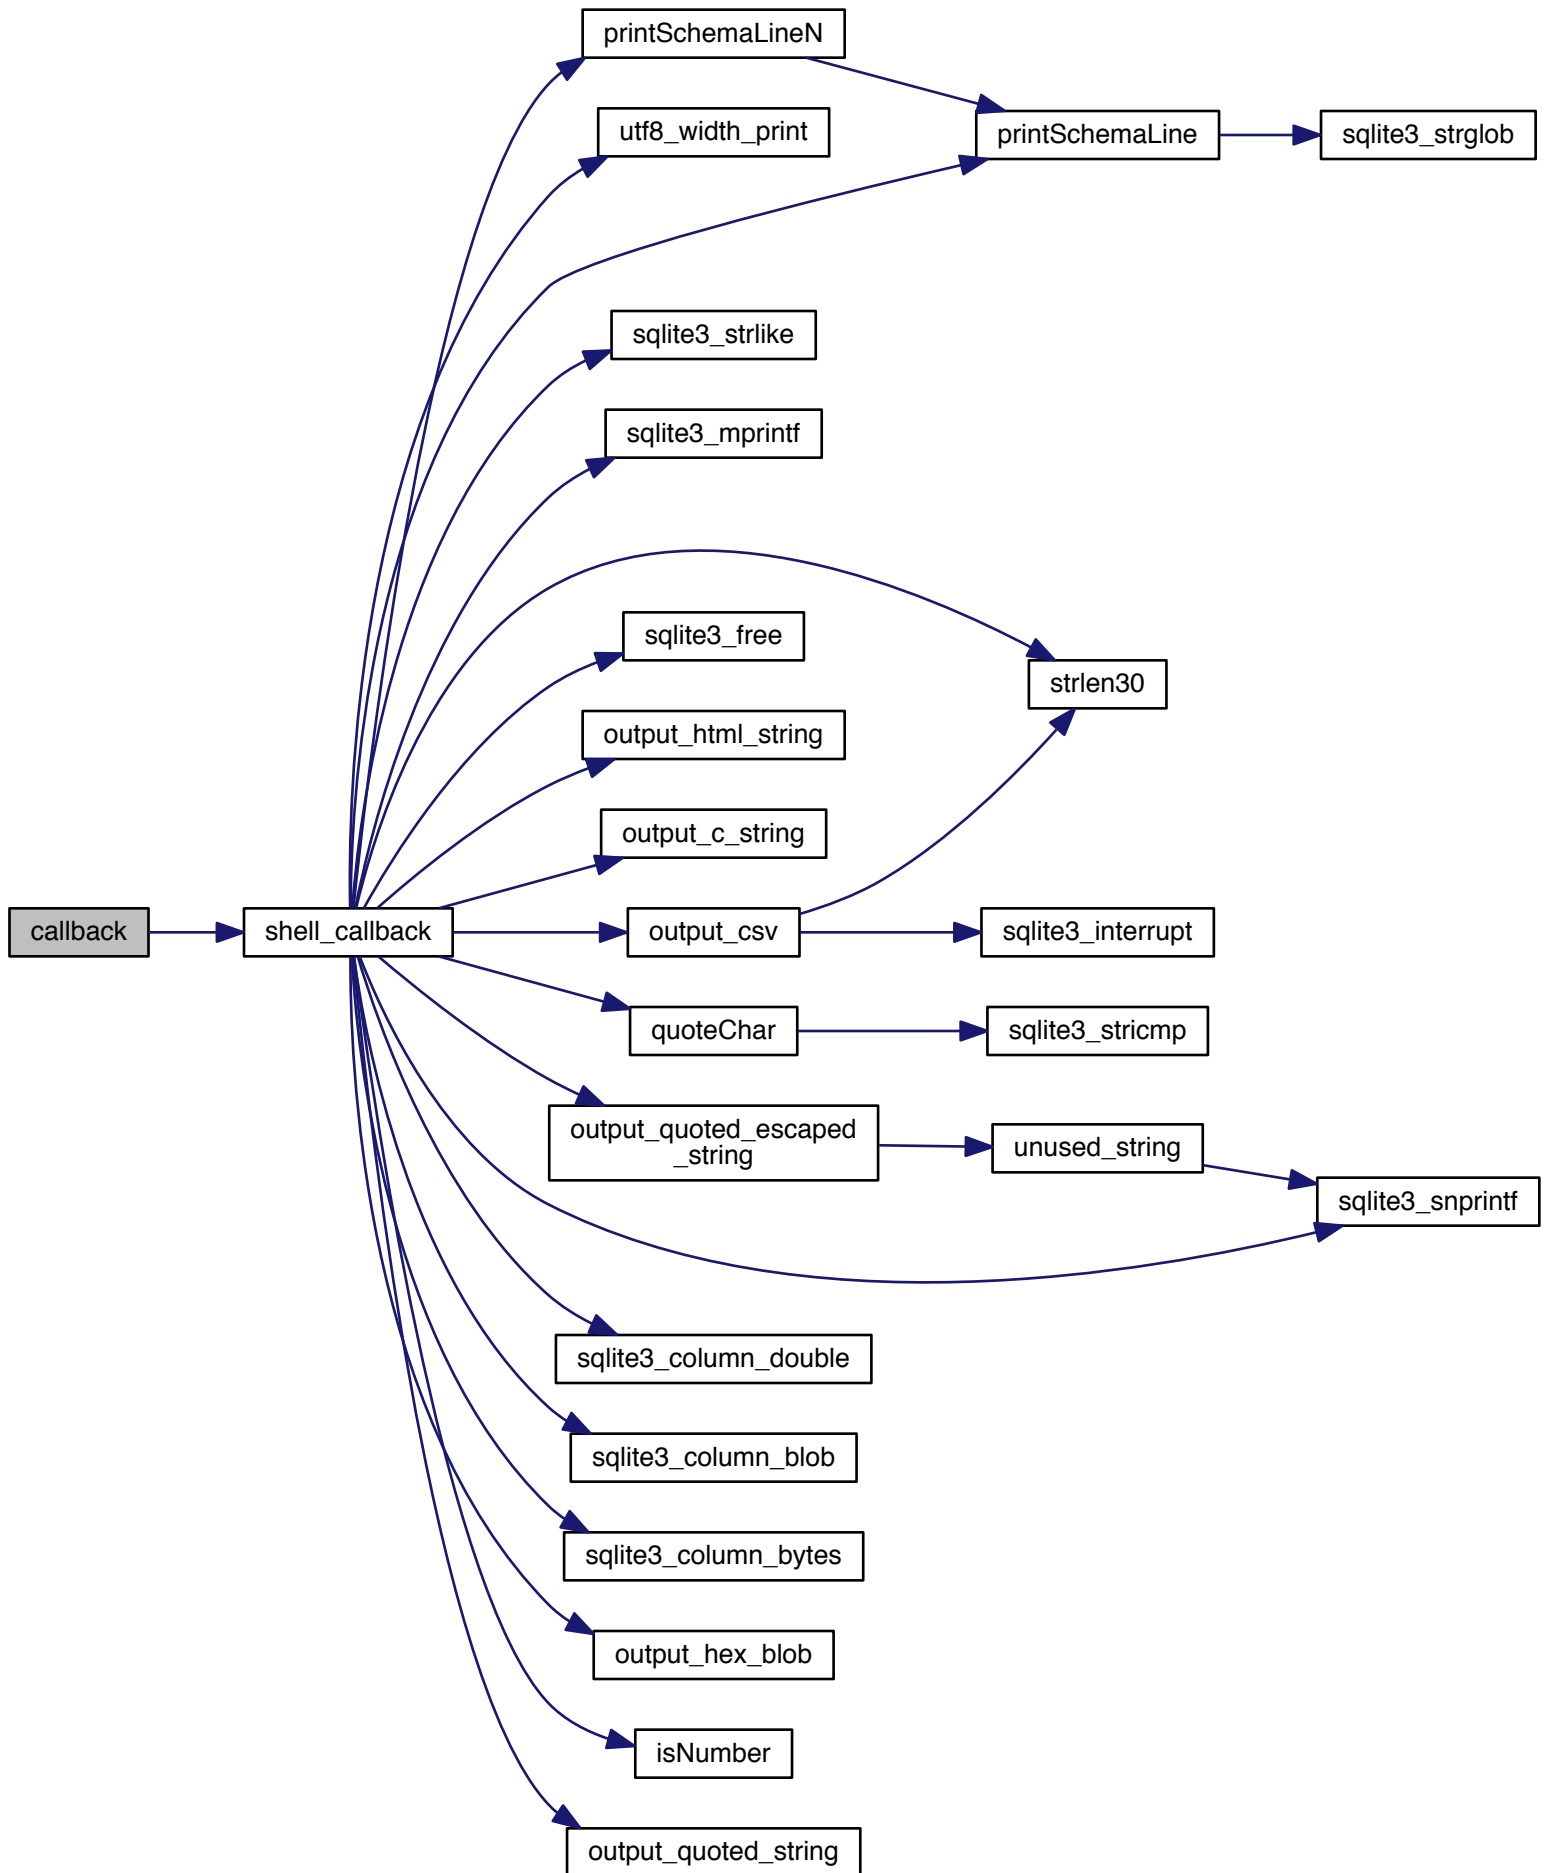 printSchemaLineN
utf8_width_print
printSchemaLine
sqlite3_strglob
sqlite3_strlike
sqlite3_mprintf
sqlite3_free
strlen30
output_html_string
output_c_string
callback
shell_callback
output_csv
sqlite3_interrupt
quoteChar
sqlite3_stricmp
output_quoted_escaped
_string
unused_string
sqlite3_snprintf
sqlite3_column_double
sqlite3_column_blob
sqlite3_column_bytes
output_hex_blob
isNumber
output_quoted_string